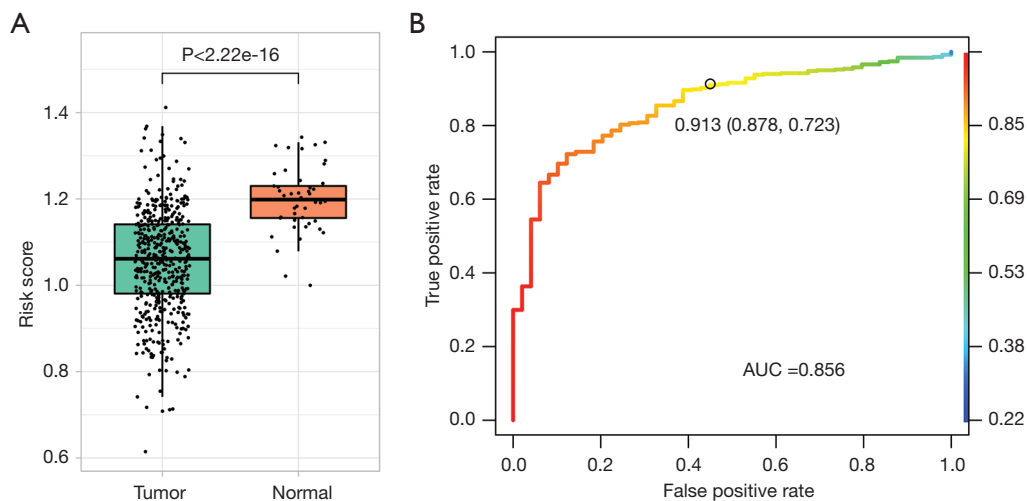 A
P<2.22e-16
Risk score
1.4
1.2
1.0
0.8
0.6
Tumor Normal
B
True positive rate
1.0
0.8
0.6
0.4
0.2
0.0
0.913 (0.878, 0.723)
AUC =0.856
0.85
0.69
0.53
0.38
0.22
0.0 0.2 0.4 0.6 0.8 1.0
False positive rate